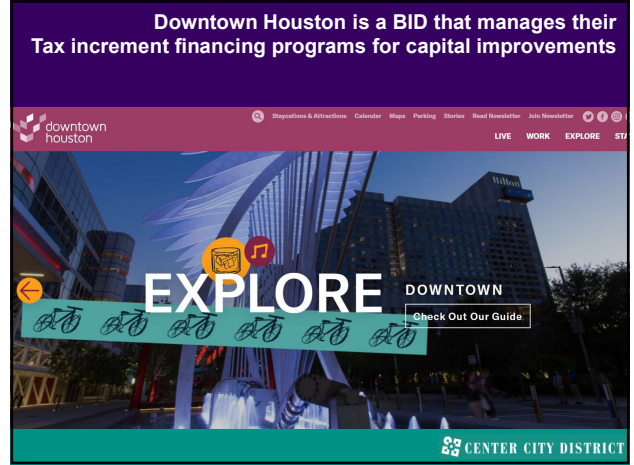 Downtown Houston is a BID that manages their
Tax increment financing programs for capital improvements
downtown
houston
Staycations & Attractions Calendar Maps Parking Stories Read Newsletter Join Newsletter
LIVE WORK EXPLORE STA
Hilton
EXPLORE
DOWNTOWN
Check Out Our Guide
CENTER CITY DISTRICT